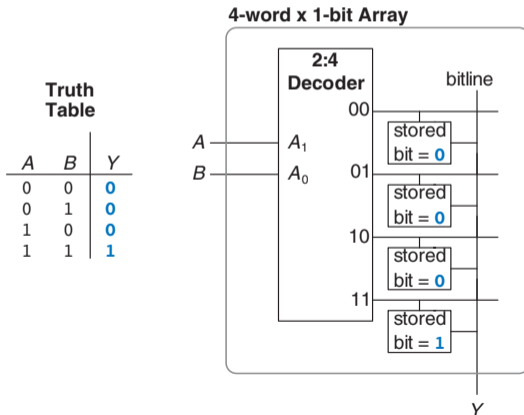 4-word x 1-bit Array
Truth
Table
A B Y
0 0 0
0 1 0
1 0 0
1 1 1
2:4
Decoder
bitline
A
B
A1
A0
00
stored
bit = 0
01
stored
bit = 0
10
stored
bit = 0
11
stored
bit = 1
Y